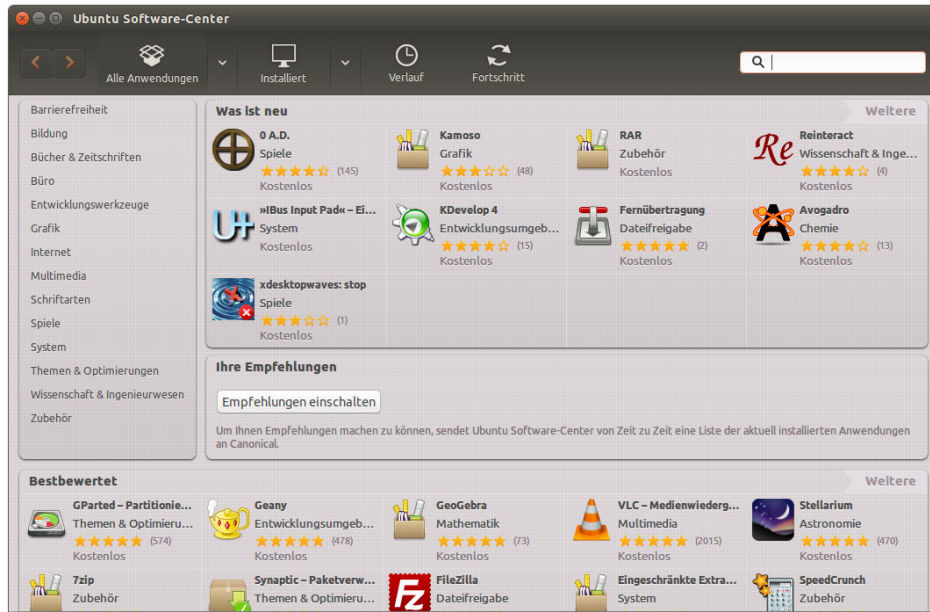 Ubuntu Software-Center
Alle Anwendungen
Installiert
Verlauf
Fortschritt
Barrierefreiheit
Bildung
Bücher & Zeitschriften
Büro
Entwicklungswerkzeuge
Grafik
Internet
Multimedia
Schriftarten
Spiele
System
Themen & Optimierungen
Wissenschaft & Ingenieurwesen
Zubehör
Was ist neu
Weitere
0 A.D.
Spiele
(145)
Kostenlos
Kamoso
Grafik
(48)
Kostenlos
RAR
Zubehör
Kostenlos
Re
Reinteract
Wissenschaft & Inge...
(4)
Kostenlos
»IBus Input Pad« – Ei...
System
Kostenlos
KDevelop 4
Entwicklungsumgeb...
(15)
Kostenlos
Fernübertragung
Dateifreigabe
(2)
Kostenlos
Avogadro
Chemie
(13)
Kostenlos
xdesktopwaves: stop
Spiele
(1)
Kostenlos
Ihre Empfehlungen
Empfehlungen einschalten
Um Ihnen Empfehlungen machen zu können, sendet Ubuntu Software-Center von Zeit zu Zeit eine Liste der aktuell installierten Anwendungen
an Canonical.
Bestbewertet
Weitere
GParted – Partitionie...
Themen & Optimieru...
(574)
Kostenlos
Geany
Entwicklungsumgeb...
(478)
Kostenlos
GeoGebra
Mathematik
(73)
Kostenlos
VLC – Medienwiederg...
Multimedia
(2015)
Kostenlos
Stellarium
Astronomie
(470)
Kostenlos
7zip
Zubehör
Synaptic – Paketverw...
Themen & Optimieru...
Fz
FileZilla
Dateifreigabe
Eingeschränkte Extra...
System
SpeedCrunch
Zubehör